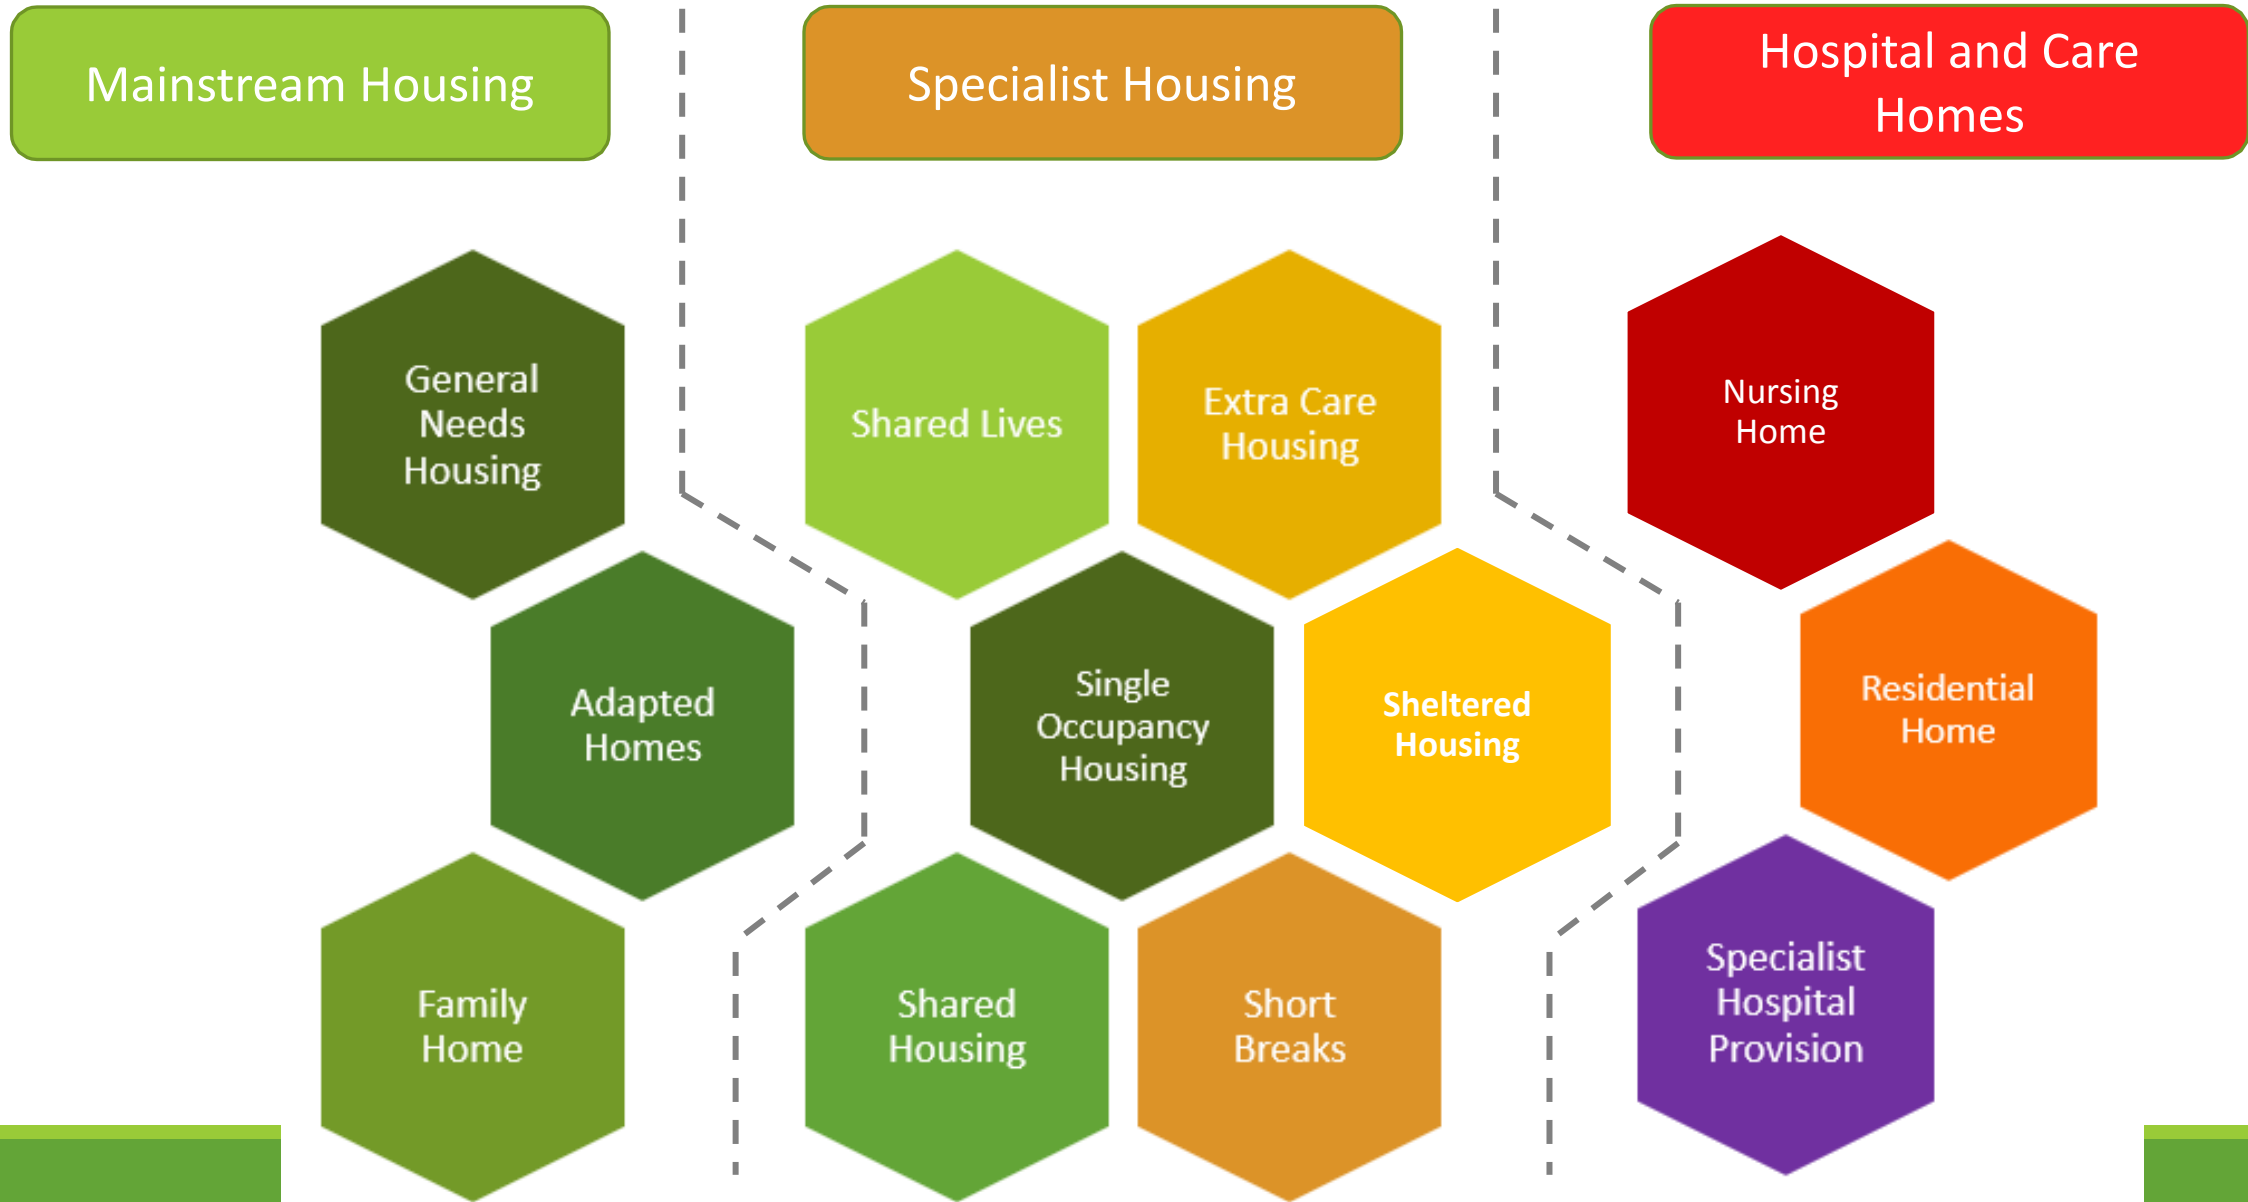 Mainstream Housing
Specialist Housing
Hospital and Care
Homes
General
Needs
Housing
Shared Lives
Extra Care
Housing
Nursing
Home
Adapted
Homes
Single
Occupancy
Housing
Sheltered
Housing
Residential
Home
Family
Home
Shared
Housing
Short
Breaks
Specialist
Hospital
Provision